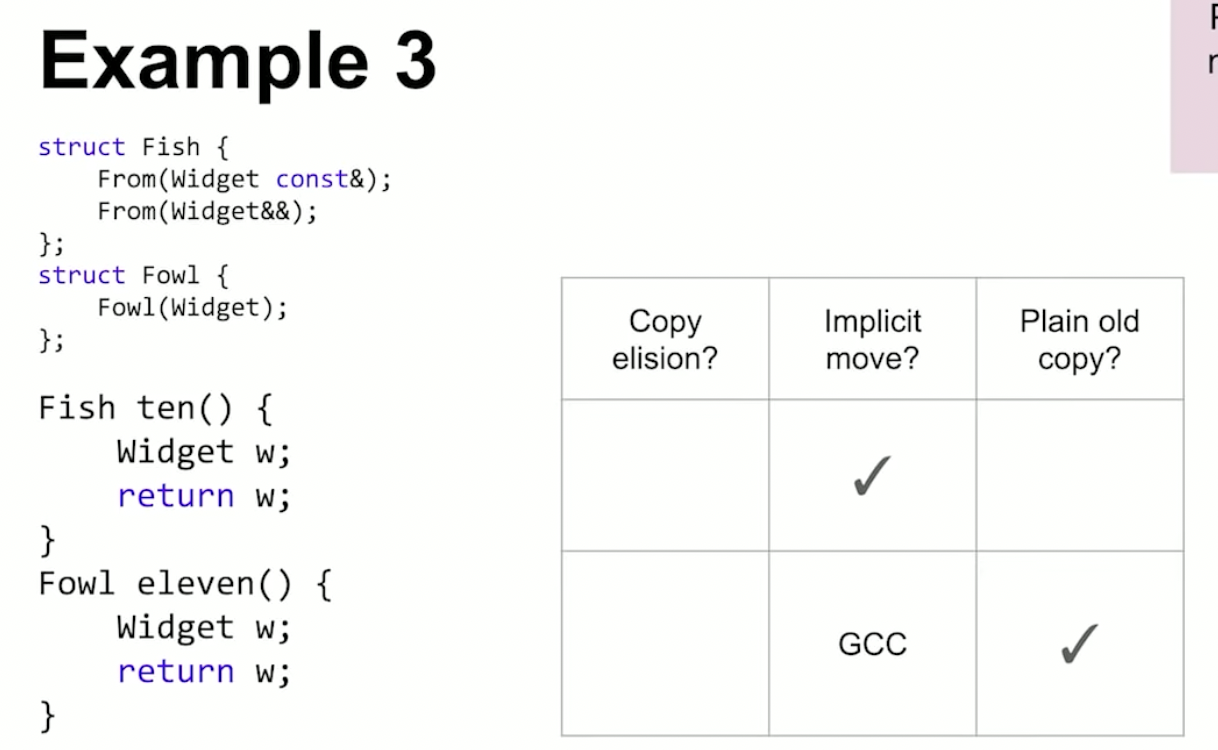 Example 3
struct Fish {
    From(Widget const&);
    From(Widget&&);
};
struct Fowl {
    Fowl(Widget);
};
Fish ten() {
    Widget w;
    return w;
}
Fowl eleven() {
    Widget w;
    return w;
}
Copy
elision?
Implicit
move?
Plain old
copy?
✓
GCC
✓